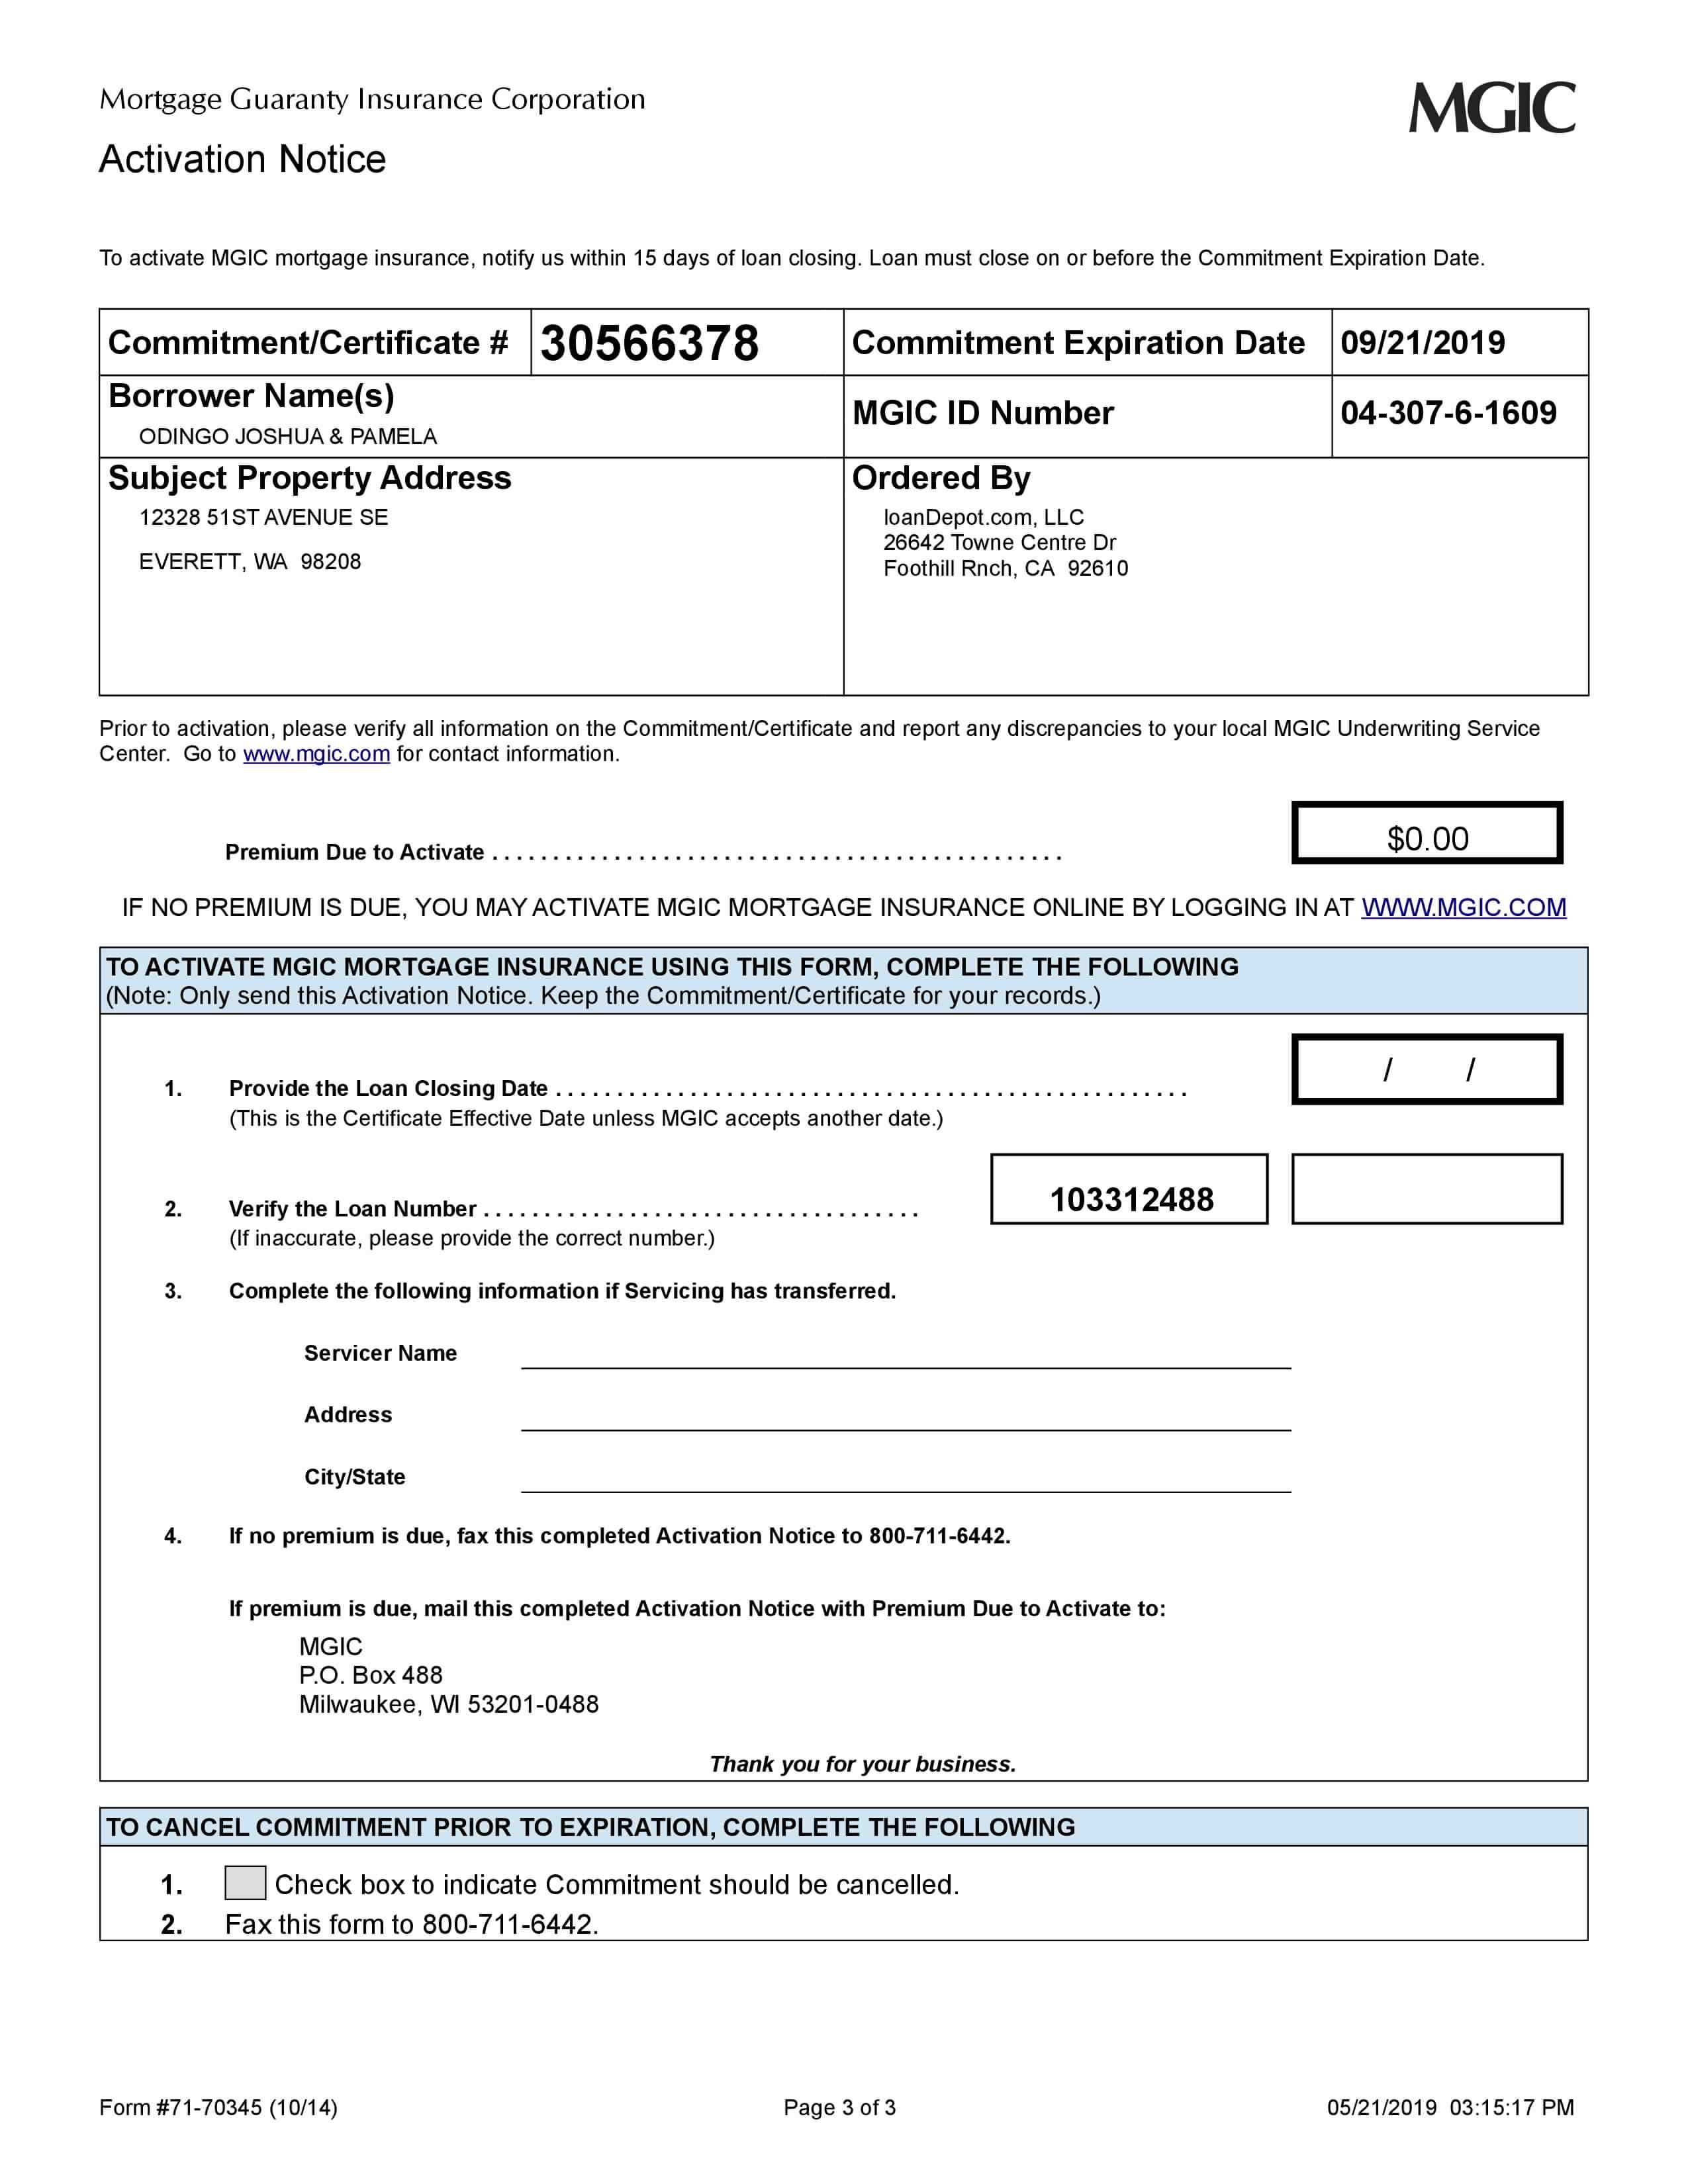 Mortgage Guaranty Insurance Corporation
MGIC
Activation Notice
To activate MGIC mortgage insurance, notify us within 15 days of loan closing. Loan must close on or before the Commitment Expiration Date.
Commitment/Certificate # 30566378 Commitment Expiration Date 09/21/2019
Borrower Name(s)
ODINGO JOSHUA & PAMELA
MGIC ID Number 04-307-6-1609
Subject Property Address
12328 51ST AVENUE SE
EVERETT, WA 98208
Ordered By
loanDepot.com, LLC
26642 Towne Centre Dr
Foothill Rnch, CA 92610
Prior to activation, please verify all information on the Commitment/Certificate and report any discrepancies to your local MGIC Underwriting Service
Center. Go to www.mgic.com for contact information.
Premium Due to Activate . . . . . . . . . . . . . . . . . . . . . . . . . . . . . . . . . . . . . . . . . . . . . . . $0.00
IF NO PREMIUM IS DUE, YOU MAY ACTIVATE MGIC MORTGAGE INSURANCE ONLINE BY LOGGING IN AT WWW.MGIC.COM
TO ACTIVATE MGIC MORTGAGE INSURANCE USING THIS FORM, COMPLETE THE FOLLOWING
(Note: Only send this Activation Notice. Keep the Commitment/Certificate for your records.)
1. Provide the Loan Closing Date . . . . . . . . . . . . . . . . . . . . . . . . . . . . . . . . . . . . . . . . . . . . . . . . . . . . / /
(This is the Certificate Effective Date unless MGIC accepts another date.)
2. Verify the Loan Number . . . . . . . . . . . . . . . . . . . . . . . . . . . . . . . . . . . . 103312488
(If inaccurate, please provide the correct number.)
3. Complete the following information if Servicing has transferred.
Servicer Name
Address
City/State
4. If no premium is due, fax this completed Activation Notice to 800-711-6442.
If premium is due, mail this completed Activation Notice with Premium Due to Activate to:
MGIC
P.O. Box 488
Milwaukee, WI 53201-0488
Thank you for your business.
TO CANCEL COMMITMENT PRIOR TO EXPIRATION, COMPLETE THE FOLLOWING
1. Check box to indicate Commitment should be cancelled.
2. Fax this form to 800-711-6442.
Form #71-70345 (10/14) Page 3 of 3 05/21/2019 03:15:17 PM